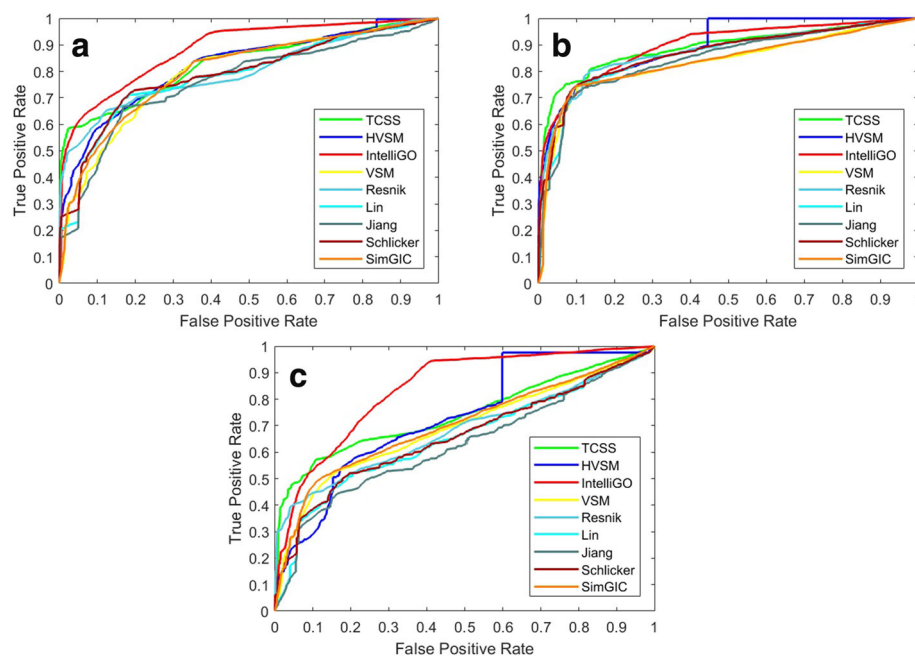 a
True Positive Rate
1
0.9
0.8
0.7
0.6
0.5
0.4
0.3
0.2
0.1
0
TCSS
HVSM
IntelliGO
VSM
Resnik
Lin
Jiang
Schlicker
SimGIC
0 0.1 0.2 0.3 0.4 0.5 0.6 0.7 0.8 0.9 1
False Positive Rate
b
True Positive Rate
1
0.9
0.8
0.7
0.6
0.5
0.4
0.3
0.2
0.1
0
TCSS
HVSM
IntelliGO
VSM
Resnik
Lin
Jiang
Schlicker
SimGIC
0 0.1 0.2 0.3 0.4 0.5 0.6 0.7 0.8 0.9
False Positive Rate
c
True Positive Rate
1
0.9
0.8
0.7
0.6
0.5
0.4
0.3
0.2
0.1
0
TCSS
HVSM
IntelliGO
VSM
Resnik
Lin
Jiang
Schlicker
SimGIC
0 0.1 0.2 0.3 0.4 0.5 0.6 0.7 0.8 0.9 1
False Positive Rate